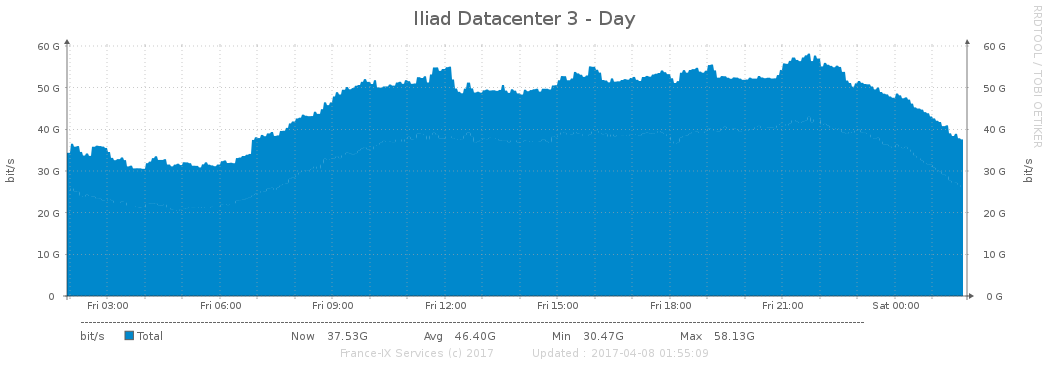 Iliad Datacenter 3 - Day
RRDTOOL / TOBI OETIKER
60 G 60 G
50 G 50 G
40 G 40 G
30 G 30 G
20 G 20 G
10 G 10 G
0 0 G
bit/s bit/s
Fri 03:00 Fri 06:00 Fri 09:00 Fri 12:00 Fri 15:00 Fri 18:00 Fri 21:00 Sat 00:00
bit/s Total Now 37.53G Avg 46.40G Min 30.47G Max 58.13G
France-IX Services (c) 2017 Updated : 2017-04-08 01:55:09